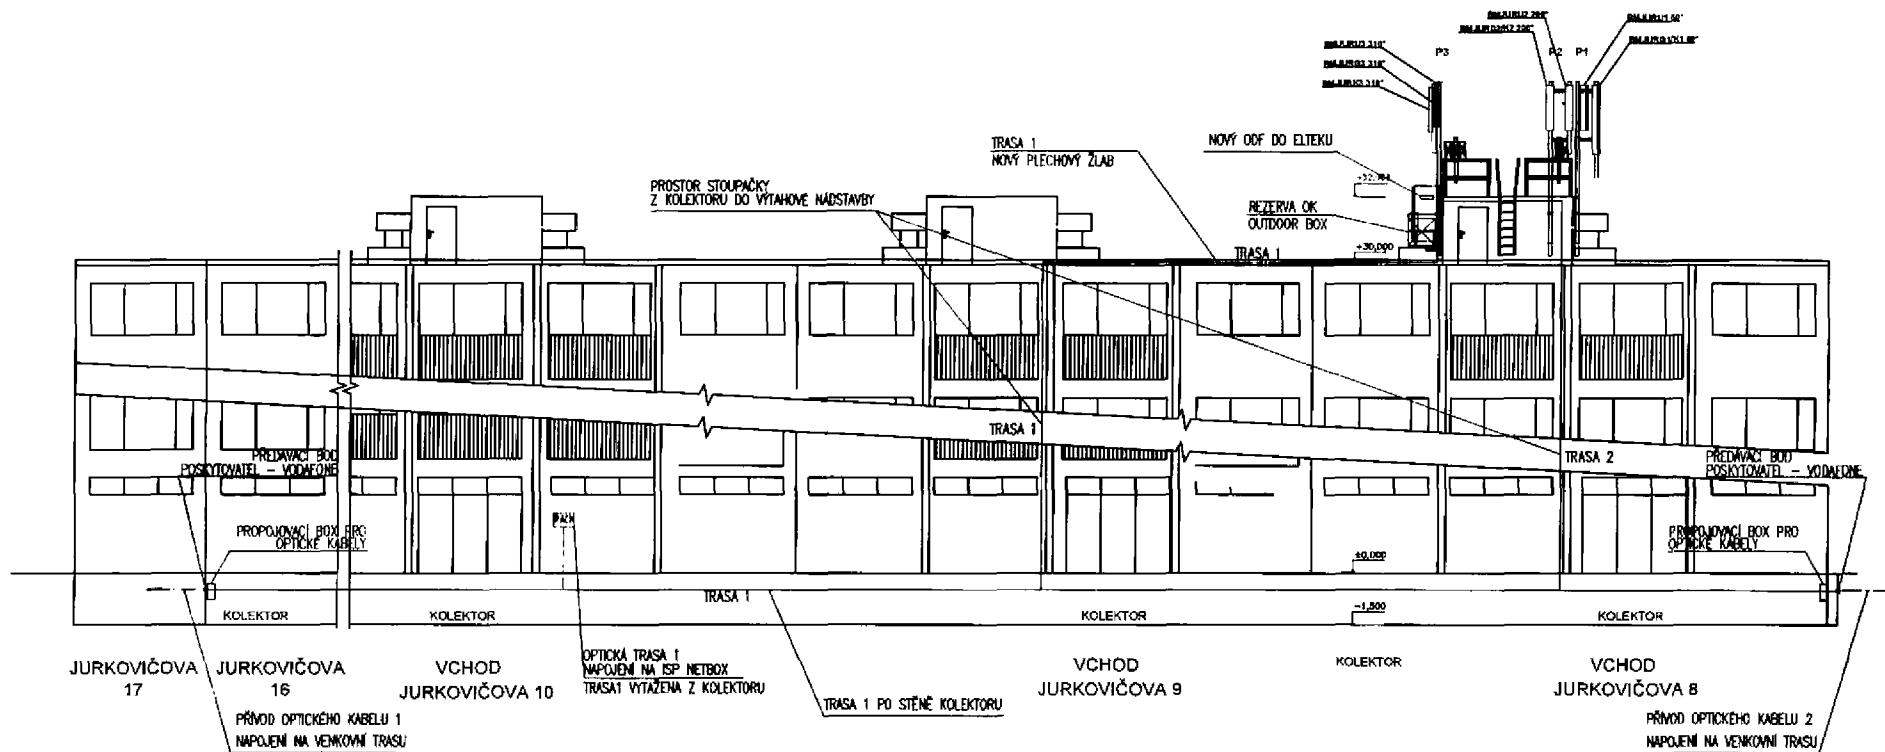 P3
P2 P1
TRASA 1
NOVÝ PLECHOVÝ ŽLAB
NOVÝ ODF DO ELTEKU
PROSTOR STOUPAČKY
Z KOLEKTORU DO VÝTAHOVÉ NÁDSTAVBY
REZERVA OK
OUTDOOR BOX
TRASA 1
+30,000
TRASA 1
TRASA 2
PŘEDÁVACÍ BOD
POSKYTOVATEL – VODAFONE
PŘEDÁVACÍ BOD
POSKYTOVATEL – VODAFONE
PROPOJOVACÍ BOX PRO
OPTICKÉ KABELY
RACK
PROPOJOVACÍ BOX PRO
OPTICKÉ KABELY
±0,000
TRASA 1
-1,500
KOLEKTOR
KOLEKTOR
KOLEKTOR
KOLEKTOR
JURKOVIČOVA
17
JURKOVIČOVA
16
VCHOD
JURKOVIČOVA 10
OPTICKÁ TRASA 1
NAPOJENÍ NA ISP NETBOX
TRASA1 VYTAŽENA Z KOLEKTORU
VCHOD
JURKOVIČOVA 9
KOLEKTOR
VCHOD
JURKOVIČOVA 8
TRASA 1 PO STĚNĚ KOLEKTORU
PŘÍVOD OPTICKÉHO KABELU 1
NAPOJENÍ NA VENKOVNÍ TRASU
PŘÍVOD OPTICKÉHO KABELU 2
NAPOJENÍ NA VENKOVNÍ TRASU